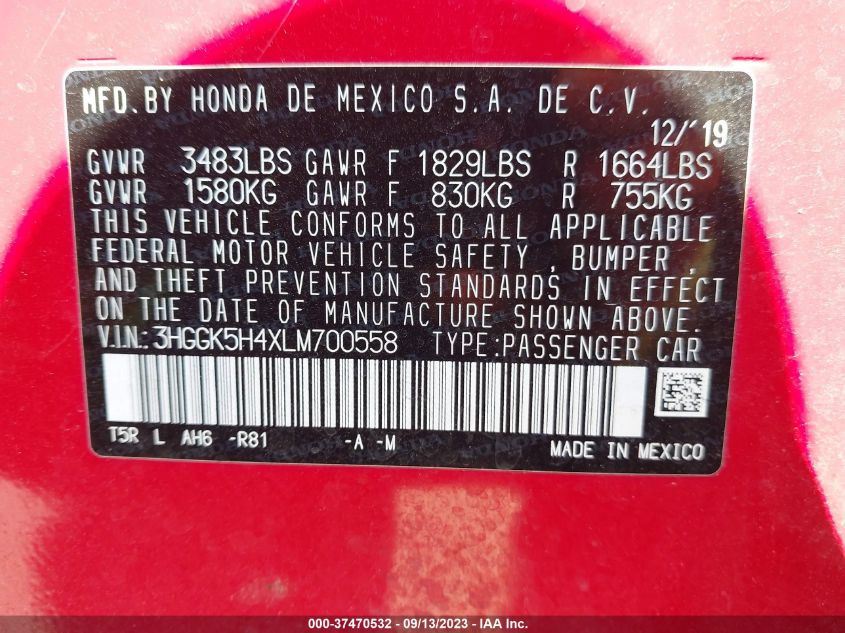 MFD. BY HONDA DE MEXICO S.A. DE C.V.
12/'19
GVWR 3483LBS GAWR F 1829LBS R 1664LBS
GVWR 1580KG GAWR F 830KG R 755KG
THIS VEHICLE CONFORMS TO ALL APPLICABLE
FEDERAL MOTOR VEHICLE SAFETY , BUMPER ,
AND THEFT PREVENTION STANDARDS IN EFFECT
ON THE DATE OF MANUFACTURE SHOWN ABOVE.
V.I.N.: 3HGGK5H4XLM700558 TYPE:PASSENGER CAR
T5R L AH6 -R81 -A -M MADE IN MEXICO
000-37470532 - 09/13/2023 - IAA Inc.